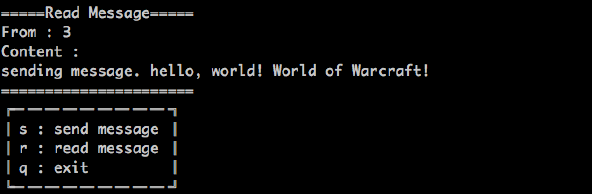 =====Read Message=====
From : 3
Content :
sending message. hello, world! World of Warcraft!
======================
s : send message
r : read message
q : exit